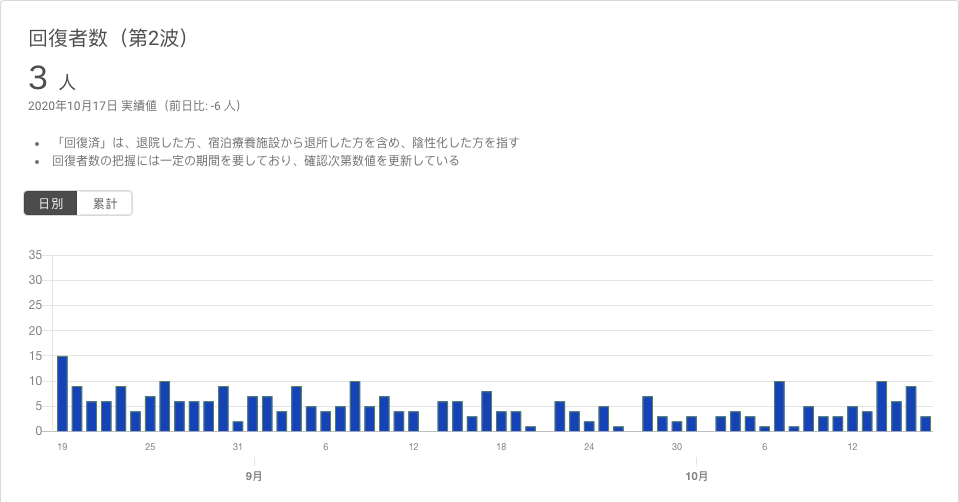 回復者数（第2波）
3 人
2020年10月17日 実績値（前日比: -6 人）
• 「回復済」は、退院した方、宿泊療養施設から退所した方を含め、陰性化した方を指す
• 回復者数の把握には一定の期間を要しており、確認次第数値を更新している
日別 累計
35
30
25
20
15
10
5
0
19 25 31 6 12 18 24 30 6 12
9月 10月